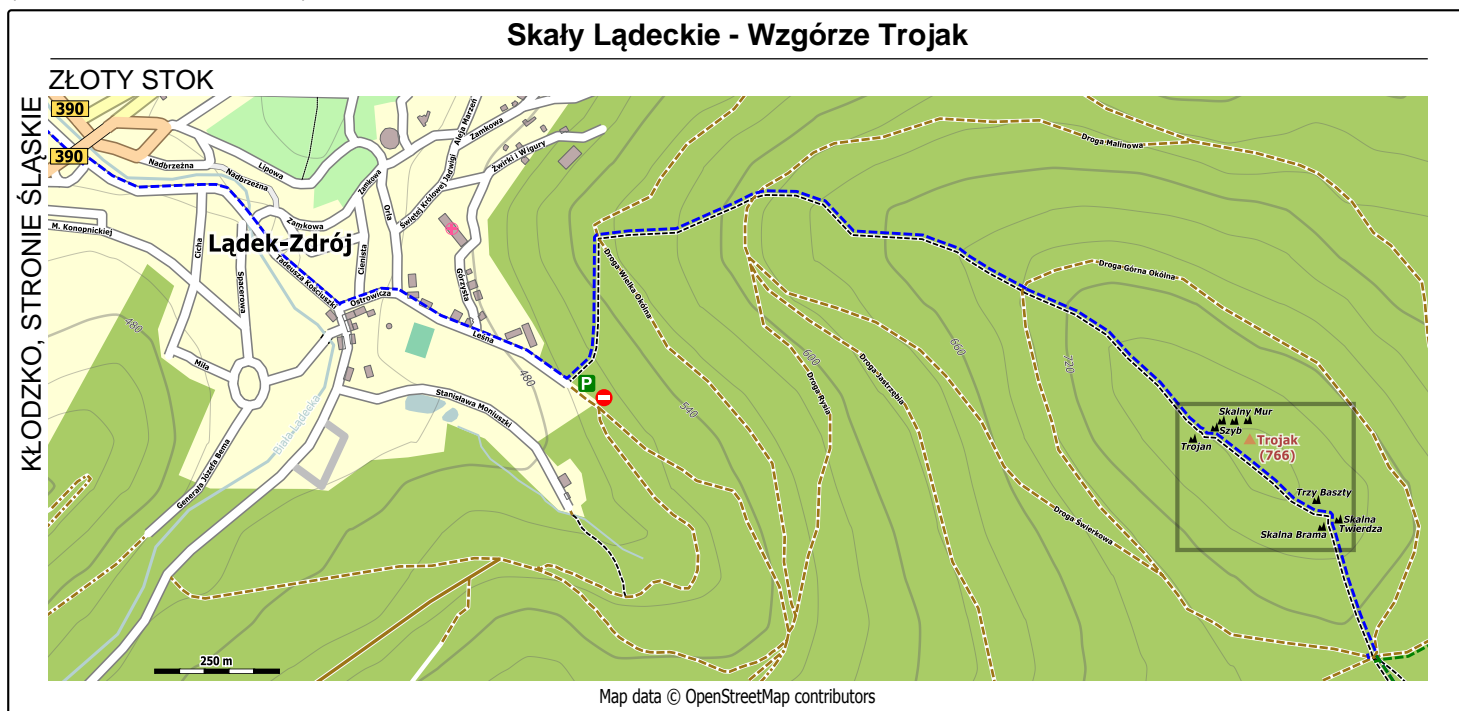 Skały Lądeckie - Wzgórze Trojak
ZŁOTY STOK
KŁODZKO, STRONIE ŚLĄSKIE
390
390
Nadbrzeżna
Nadbrzeżna
Lipowa
Zamkowa
Zamkowa
Zamkowa
Aleja Marzeń
Żwirki i Wigury
Świętej Królowej Jadwigi
Orla
M. Konopnickiej
Cicha
Lądek-Zdrój
Tadeusza Kościuszki
Cienista
Spacerowa
Ostrowicza
Górzysta
Leśna
Miła
480
480
Stanisława Moniuszki
Biała Lądecka
Generała Józefa Bema
P
540
600
660
720
Droga Malinowa
Droga Wielka Okólna
Droga Górna Okólna
Droga Rysia
Droga Jastrzębia
Droga Świerkowa
Skalny Mur
Szyb
Trojan
Trojak
(766)
Trzy Baszty
Skalna
Twierdza
Skalna Brama
250 m
Map data © OpenStreetMap contributors